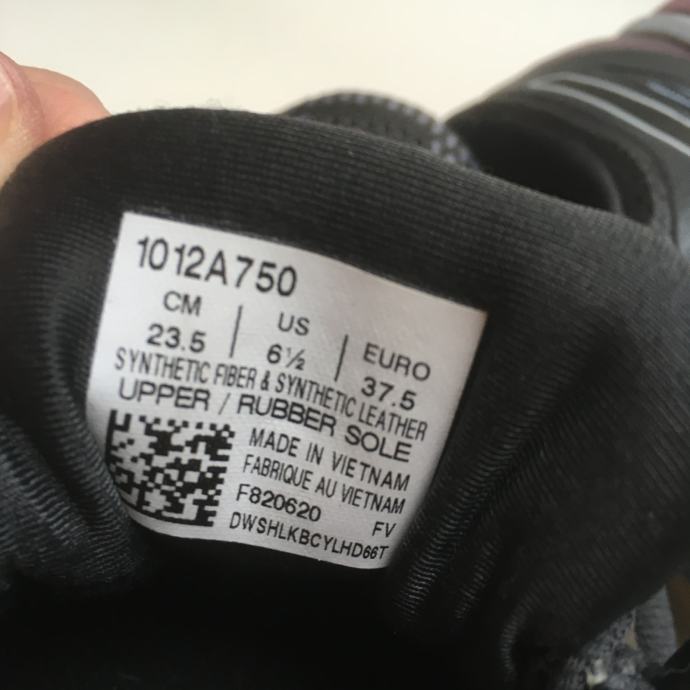 1012A750
CM | US | EURO
23.5 | 6½ | 37.5
SYNTHETIC FIBER & SYNTHETIC LEATHER
UPPER / RUBBER SOLE
MADE IN VIETNAM
FABRIQUE AU VIETNAM
F820620 FV
DWSHLKBCYLHD66T